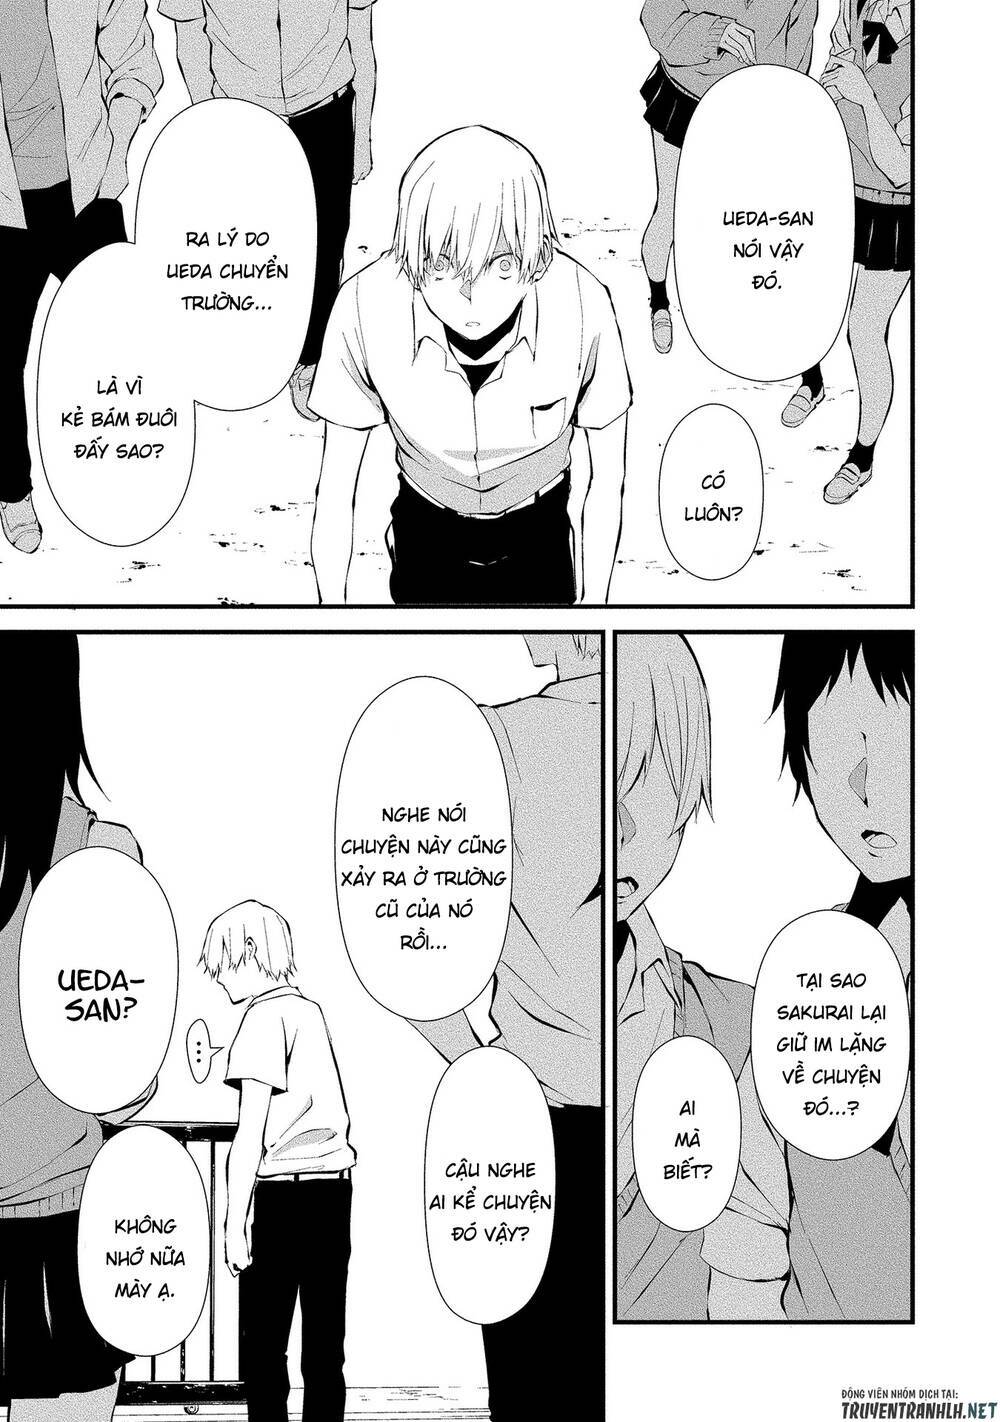 UEDA-SAN
NÓI VẬY
ĐÓ.
CÓ
LUÔN?
RA LÝ DO
UEDA CHUYỂN
TRƯỜNG...
LÀ VÌ
KẺ BÁM ĐUÔI
ĐẤY SAO?
TẠI SAO
SAKURAI LẠI
GIỮ IM LẶNG
VỀ CHUYỆN
ĐÓ...?
AI
MÀ
BIẾT?
NGHE NÓI
CHUYỆN NÀY CŨNG
XẢY RA Ở TRƯỜNG
CŨ CỦA NÓ
RỒI...
CẬU NGHE
AI KỂ CHUYỆN
ĐÓ VẬY?
UEDA-
SAN?
...
KHÔNG
NHỚ NỮA
MÀY Ạ.
ĐỘNG VIÊN NHÓM DỊCH TẠI:
TRUYENTRANHLH.NET